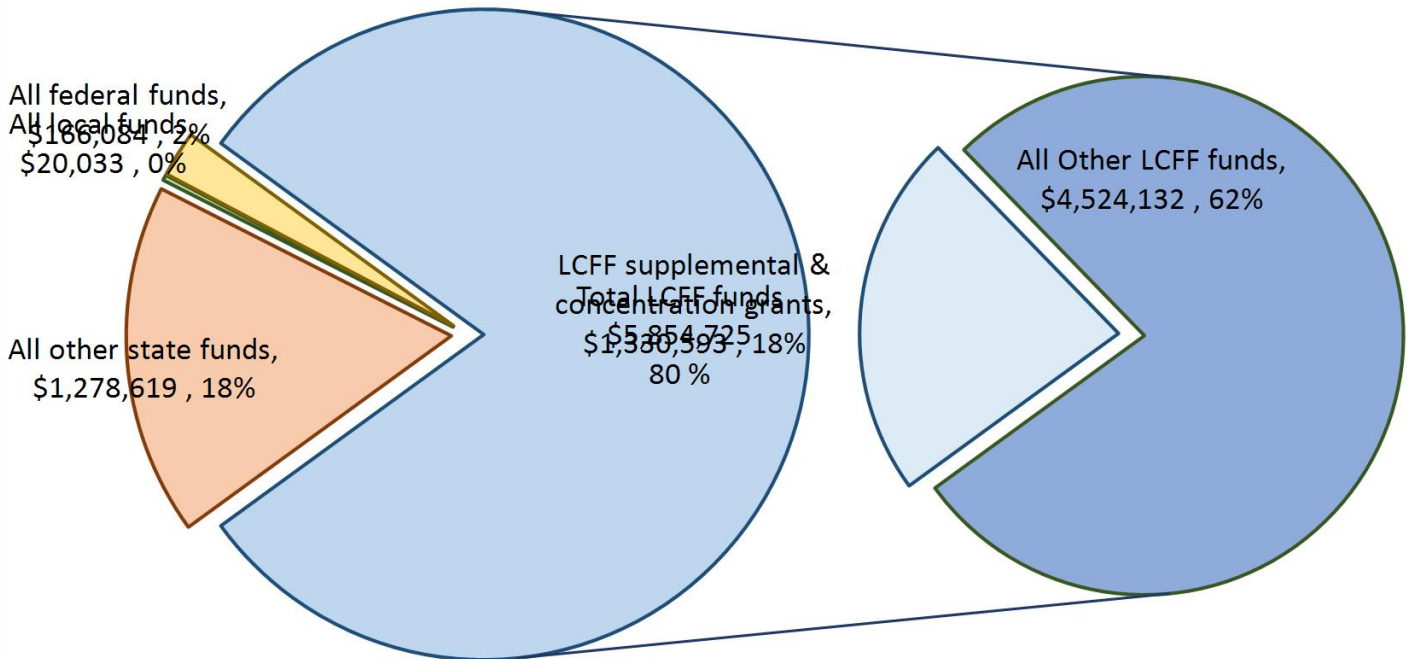 All federal funds,
$166,084 , 2%
All local funds,
$20,033 , 0%
All other state funds,
$1,278,619 , 18%
LCFF supplemental &
concentration grants,
$1,330,593 , 18%
Total LCFF funds
$5,854,725
80 %
All Other LCFF funds,
$4,524,132 , 62%